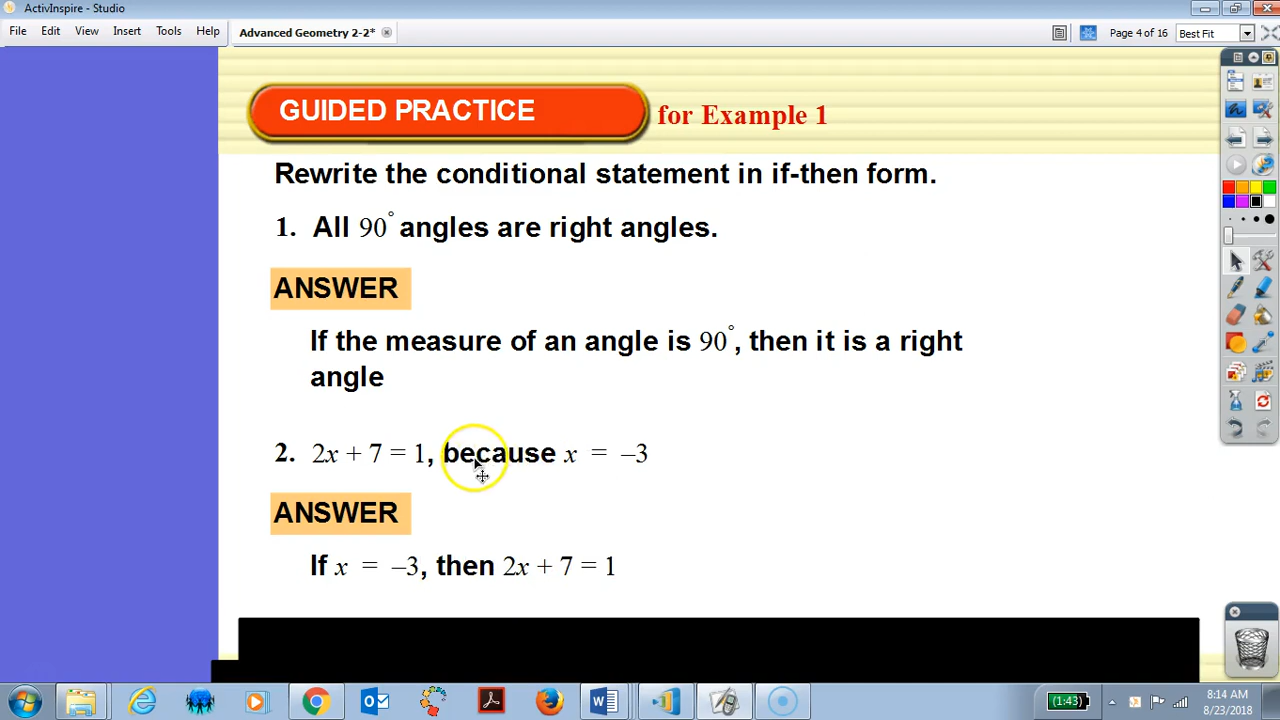 ActivInspire - Studio
File Edit View Insert Tools Help Advanced Geometry 2-2* Page 4 of 16 Best Fit
GUIDED PRACTICE for Example 1
Rewrite the conditional statement in if-then form.
1. All 90° angles are right angles.
ANSWER
If the measure of an angle is 90°, then it is a right
angle
2. 2x + 7 = 1, because x = –3
ANSWER
If x = –3, then 2x + 7 = 1
(1:43) 8:14 AM
8/23/2018